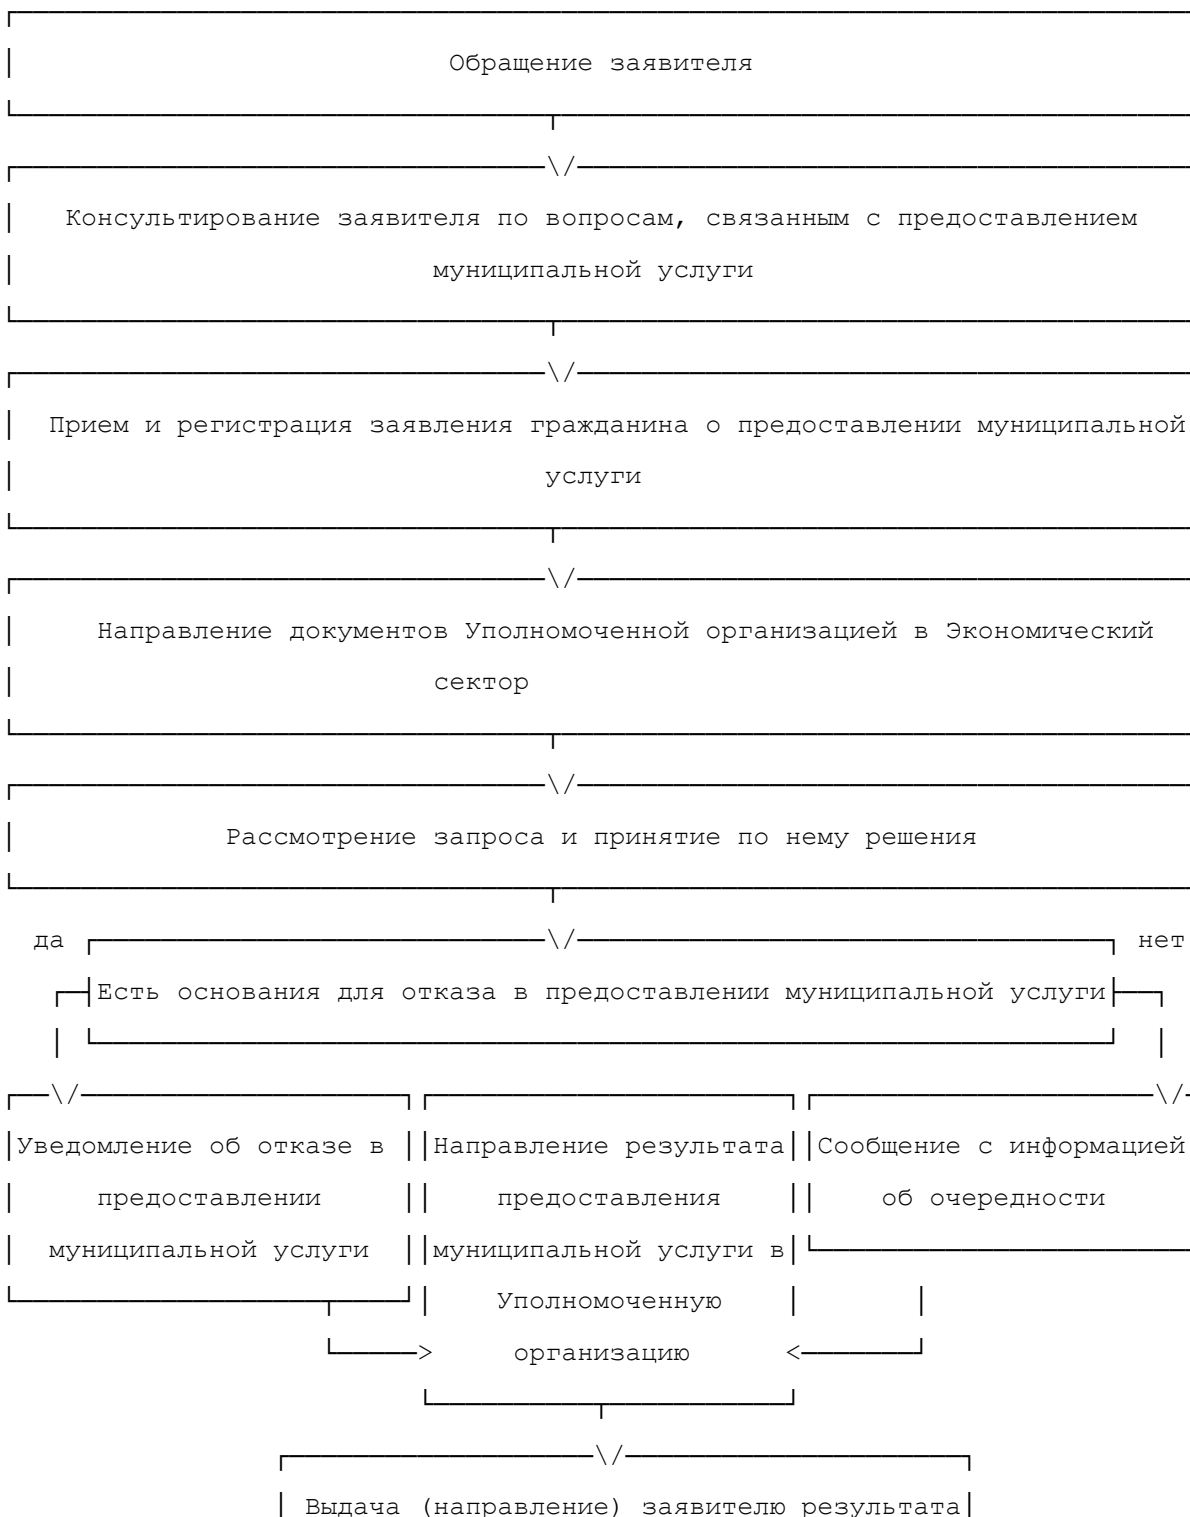 Обращение заявителя
Консультирование заявителя по вопросам, связанным с предоставлением
муниципальной услуги
Прием и регистрация заявления гражданина о предоставлении муниципальной
услуги
Направление документов Уполномоченной организацией в Экономический
сектор
Рассмотрение запроса и принятие по нему решения
да нет
Есть основания для отказа в предоставлении муниципальной услуги
Уведомление об отказе в Направление результата Сообщение с информацией
предоставлении предоставления об очередности
муниципальной услуги муниципальной услуги в
Уполномоченную
организацию
Выдача (направление) заявителю результата